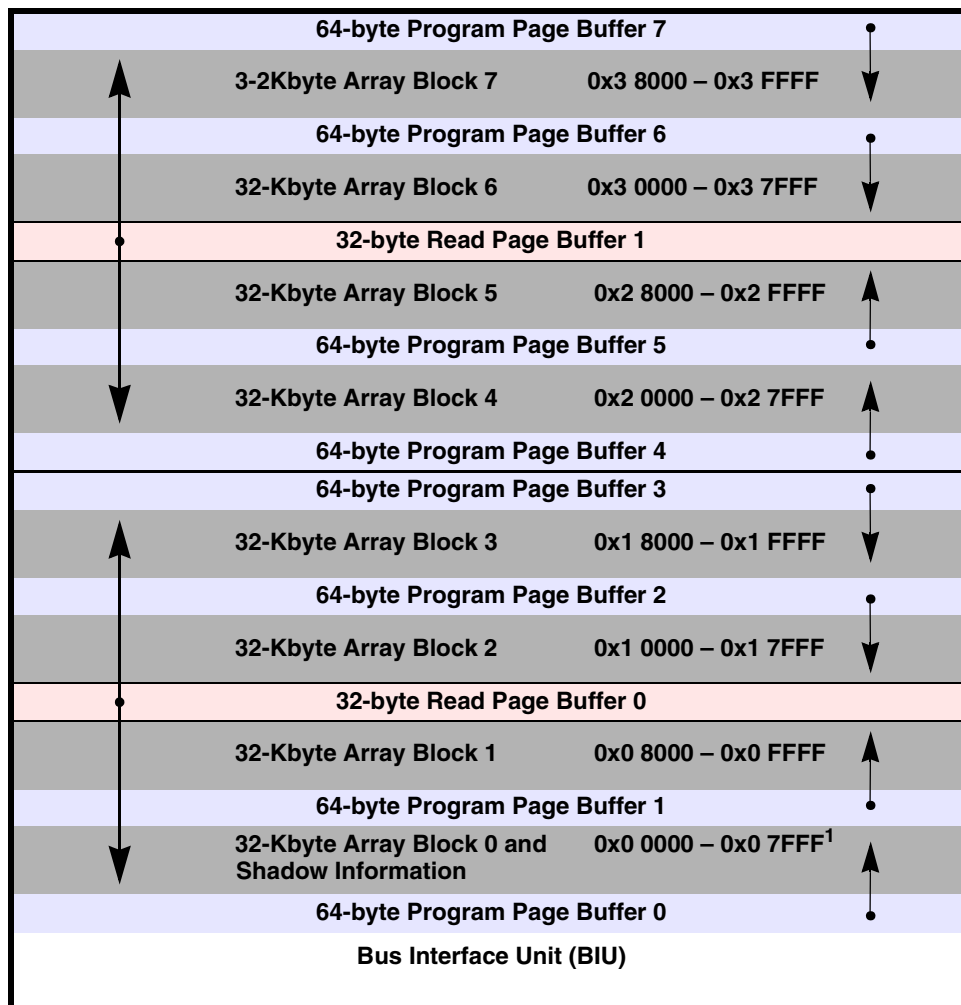 64-byte Program Page Buffer 7
3-2Kbyte Array Block 7 0x3 8000 – 0x3 FFFF
64-byte Program Page Buffer 6
32-Kbyte Array Block 6 0x3 0000 – 0x3 7FFF
32-byte Read Page Buffer 1
32-Kbyte Array Block 5 0x2 8000 – 0x2 FFFF
64-byte Program Page Buffer 5
32-Kbyte Array Block 4 0x2 0000 – 0x2 7FFF
64-byte Program Page Buffer 4
64-byte Program Page Buffer 3
32-Kbyte Array Block 3 0x1 8000 – 0x1 FFFF
64-byte Program Page Buffer 2
32-Kbyte Array Block 2 0x1 0000 – 0x1 7FFF
32-byte Read Page Buffer 0
32-Kbyte Array Block 1 0x0 8000 – 0x0 FFFF
64-byte Program Page Buffer 1
32-Kbyte Array Block 0 and 0x0 0000 – 0x0 7FFF¹
Shadow Information
64-byte Program Page Buffer 0
Bus Interface Unit (BIU)